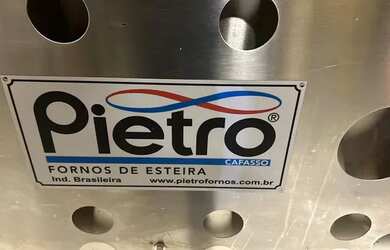 Pietro®
CAFASSO
FORNOS DE ESTEIRA
Ind. Brasileira www.pietrofornos.com.br